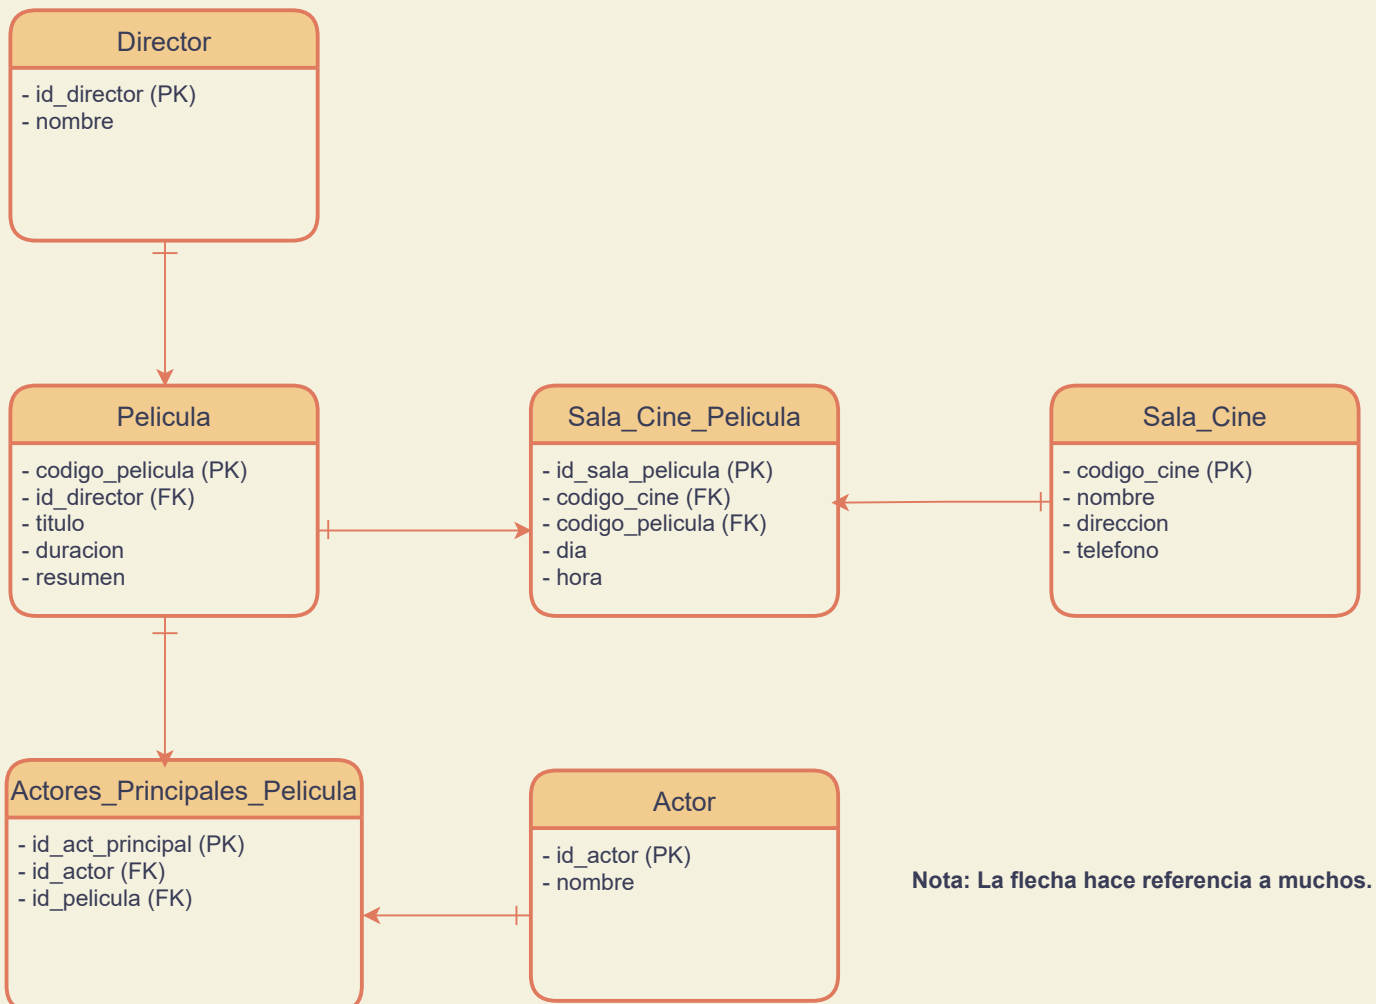 Director
- id_director (PK)
- nombre
Pelicula
- codigo_pelicula (PK)
- id_director (FK)
- titulo
- duracion
- resumen
Sala_Cine_Pelicula
- id_sala_pelicula (PK)
- codigo_cine (FK)
- codigo_pelicula (FK)
- dia
- hora
Sala_Cine
- codigo_cine (PK)
- nombre
- direccion
- telefono
Actores_Principales_Pelicula
- id_act_principal (PK)
- id_actor (FK)
- id_pelicula (FK)
Actor
- id_actor (PK)
- nombre
Nota: La flecha hace referencia a muchos.